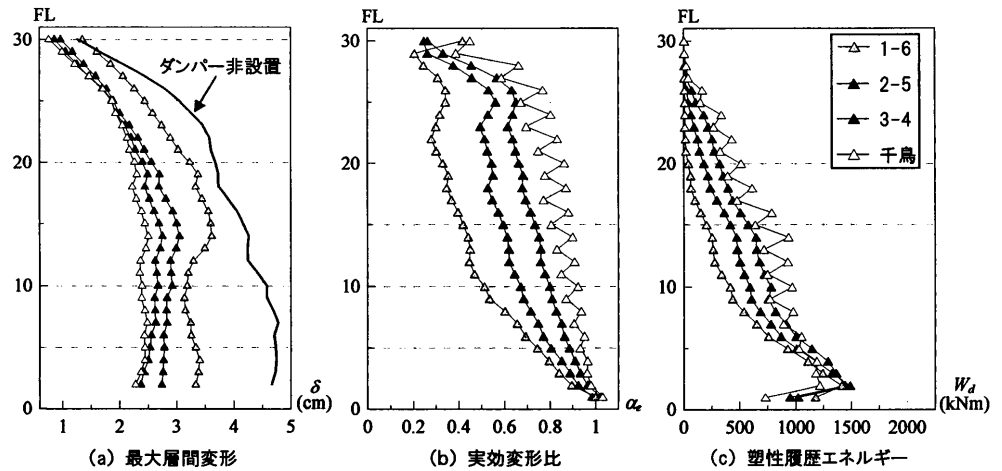 FL FL FL
30 30 30
ダンパー非設置
1-6
2-5
3-4
千鳥
20 20 20
10 10 10
0 0 0
δ
(cm)
αe
Wd
(kNm)
1 2 3 4 5
0 0.2 0.4 0.6 0.8 1
0 500 1000 1500 2000
(a) 最大層間変形
(b) 実効変形比
(c) 塑性履歴エネルギー